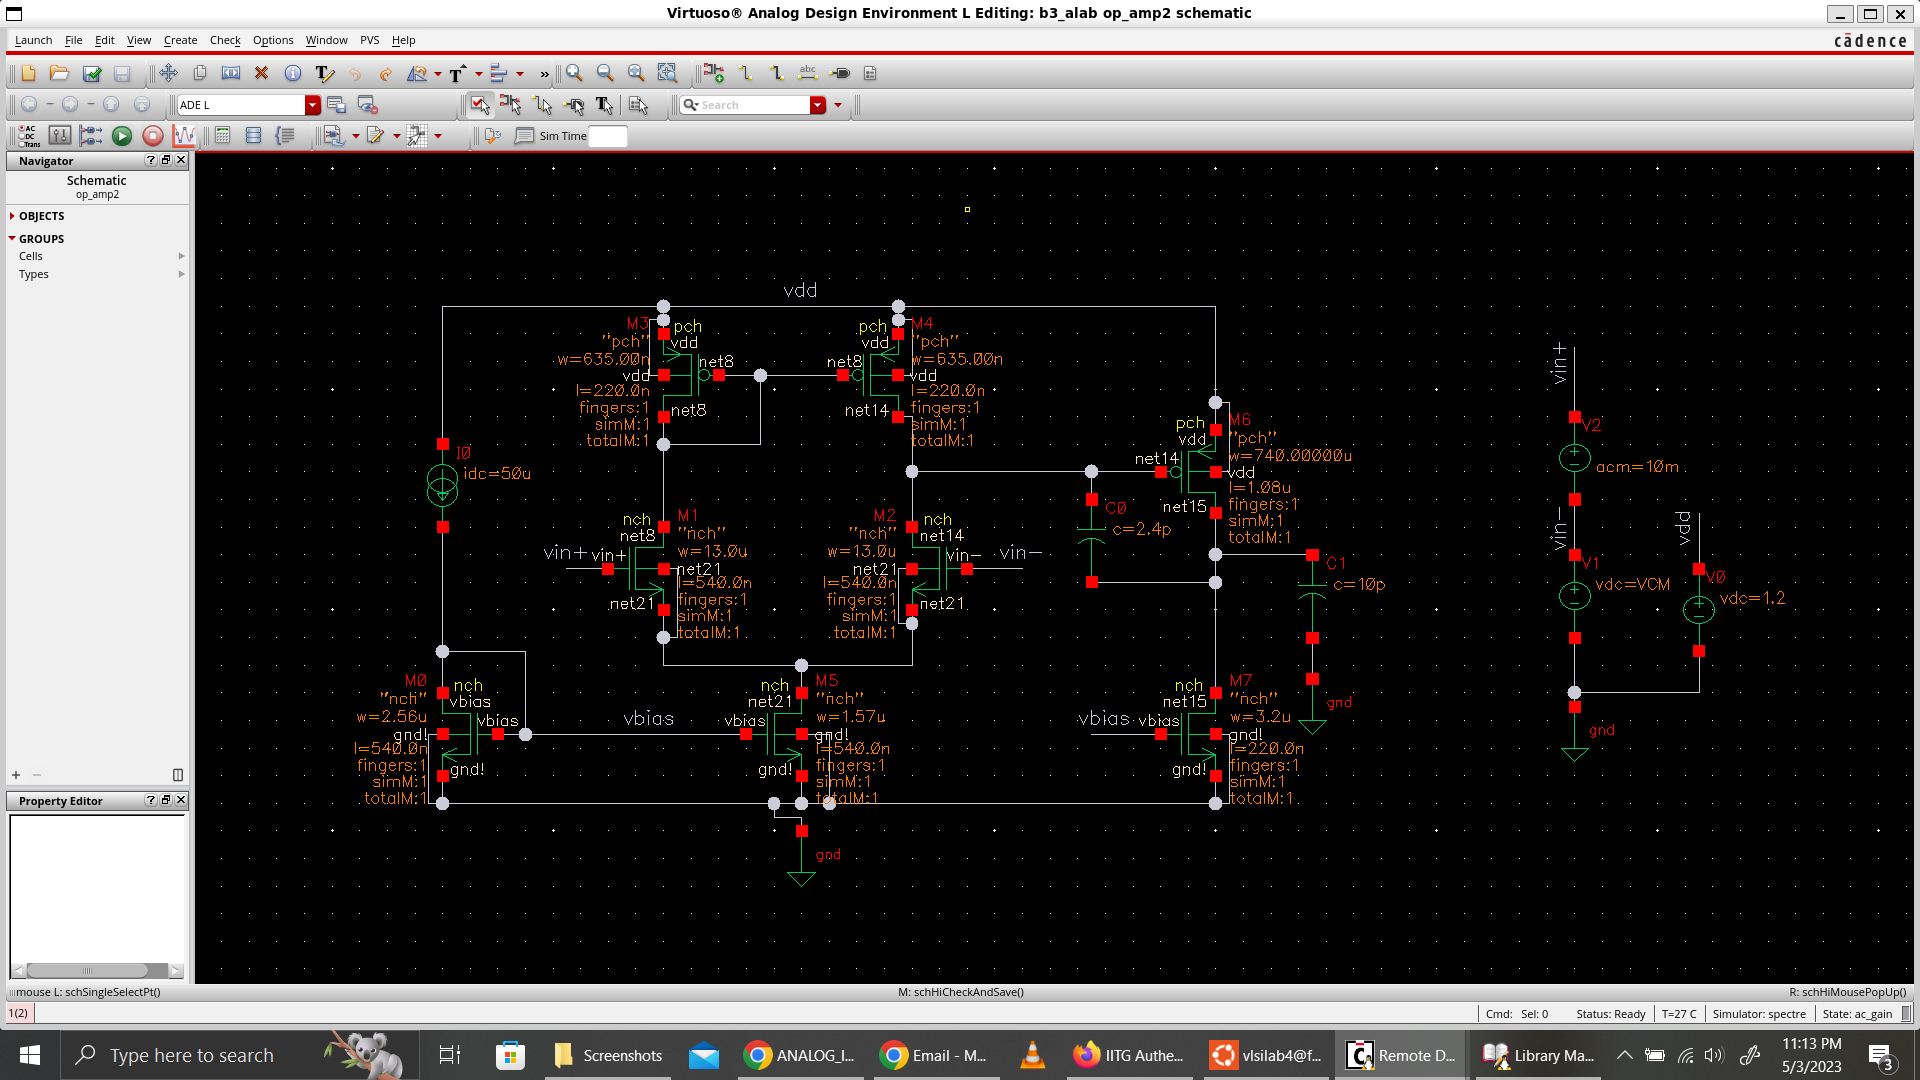 Virtuoso® Analog Design Environment L Editing: b3_alab op_amp2 schematic
Launch File Edit View Create Check Options Window PVS Help
cādence
ADE L
Search
Sim Time
Navigator
Schematic
op_amp2
OBJECTS
GROUPS
Cells
Types
Property Editor
vdd
M3
pch
"pch"
vdd
w=635.00n
net8
vdd
l=220.0n
net8
fingers:1
simM:1
totalM:1
pch
M4
vdd
"pch"
net8
w=635.00n
vdd
l=220.0n
net14
fingers:1
simM:1
totalM:1
I0
idc=50u
pch
M6
vdd
"pch"
net14
w=740.00000u
vdd
l=1.08u
net15
fingers:1
simM:1
totalM:1
C0
c=2.4p
nch
M1
net8
"nch"
w=13.0u
vin+
vin+
net21
l=540.0n
net21
fingers:1
simM:1
totalM:1
M2
nch
"nch"
net14
w=13.0u
vin-
vin-
net21
l=540.0n
fingers:1
net21
simM:1
totalM:1
C1
c=10p
M0
nch
"nch"
vbias
w=2.56u
vbias
gnd!
l=540.0n
fingers:1
gnd!
simM:1
totalM:1
vbias
nch
M5
net21
"nch"
vbias
w=1.57u
gnd!
l=540.0n
gnd!
fingers:1
simM:1
totalM:1
gnd
nch
M7
net15
"nch"
vbias
vbias
w=3.2u
gnd!
l=220.0n
gnd!
fingers:1
simM:1
totalM:1
gnd
vin+
V2
acm=10m
vin-
V1
vdc=VCM
vdd
V0
vdc=1.2
gnd
mouse L: schSingleSelectPt()
M: schHiCheckAndSave()
R: schHiMousePopUp()
1(2)
Cmd: Sel: 0
Status: Ready
T=27 C
Simulator: spectre
State: ac_gain
Type here to search
Screenshots
ANALOG_I...
Email - M...
IITG Authe...
vlsilab4@f...
Remote D...
Library Ma...
11:13 PM
5/3/2023
3